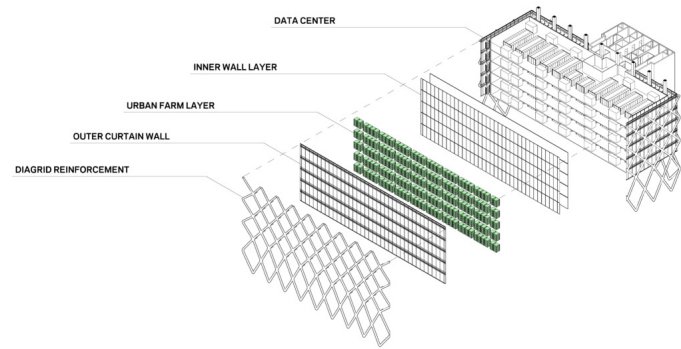 DATA CENTER
INNER WALL LAYER
URBAN FARM LAYER
OUTER CURTAIN WALL
DIAGRID REINFORCEMENT